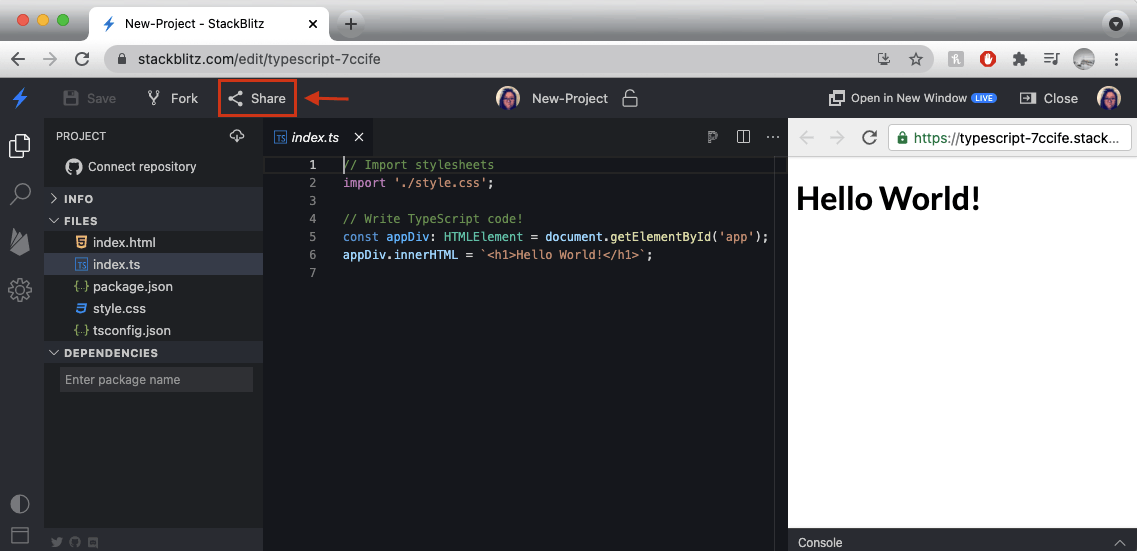 New-Project - StackBlitz
stackblitz.com/edit/typescript-7ccife
Save Fork Share New-Project Open in New Window LIVE Close
PROJECT
Connect repository
INFO
FILES
index.html
TS index.ts
{..} package.json
style.css
{..} tsconfig.json
DEPENDENCIES
Enter package name
TS index.ts
1 // Import stylesheets
2 import './style.css';
3
4 // Write TypeScript code!
5 const appDiv: HTMLElement = document.getElementById('app');
6 appDiv.innerHTML = `<h1>Hello World!</h1>`;
7
https://typescript-7ccife.stack...
Hello World!
Console